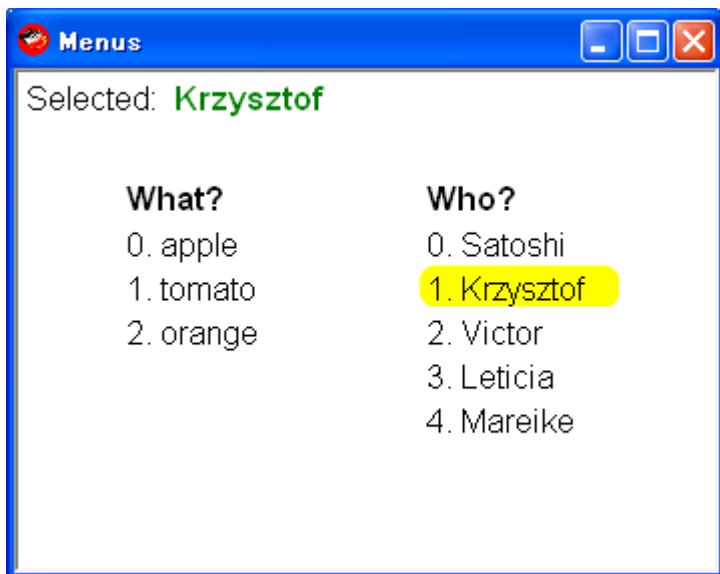 Menus
Selected: Krzysztof
What?
0. apple
1. tomato
2. orange
Who?
0. Satoshi
1. Krzysztof
2. Victor
3. Leticia
4. Mareike